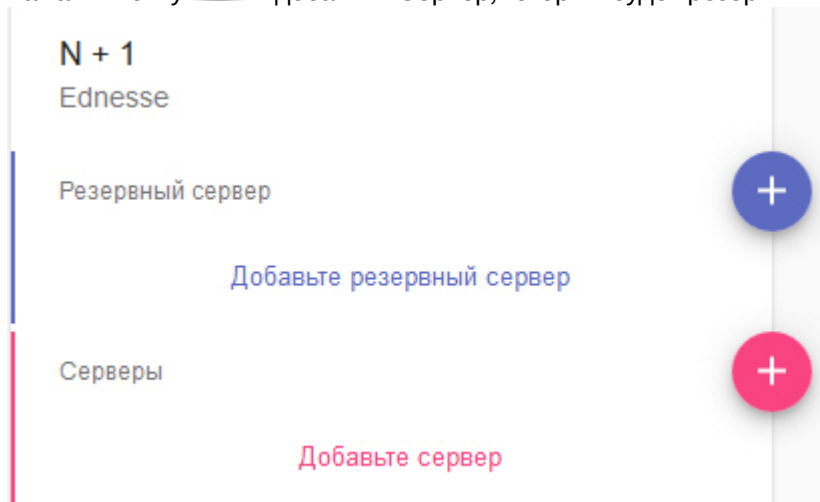 N + 1
Ednesse
Резервный сервер
+
Добавьте резервный сервер
Серверы
+
Добавьте сервер